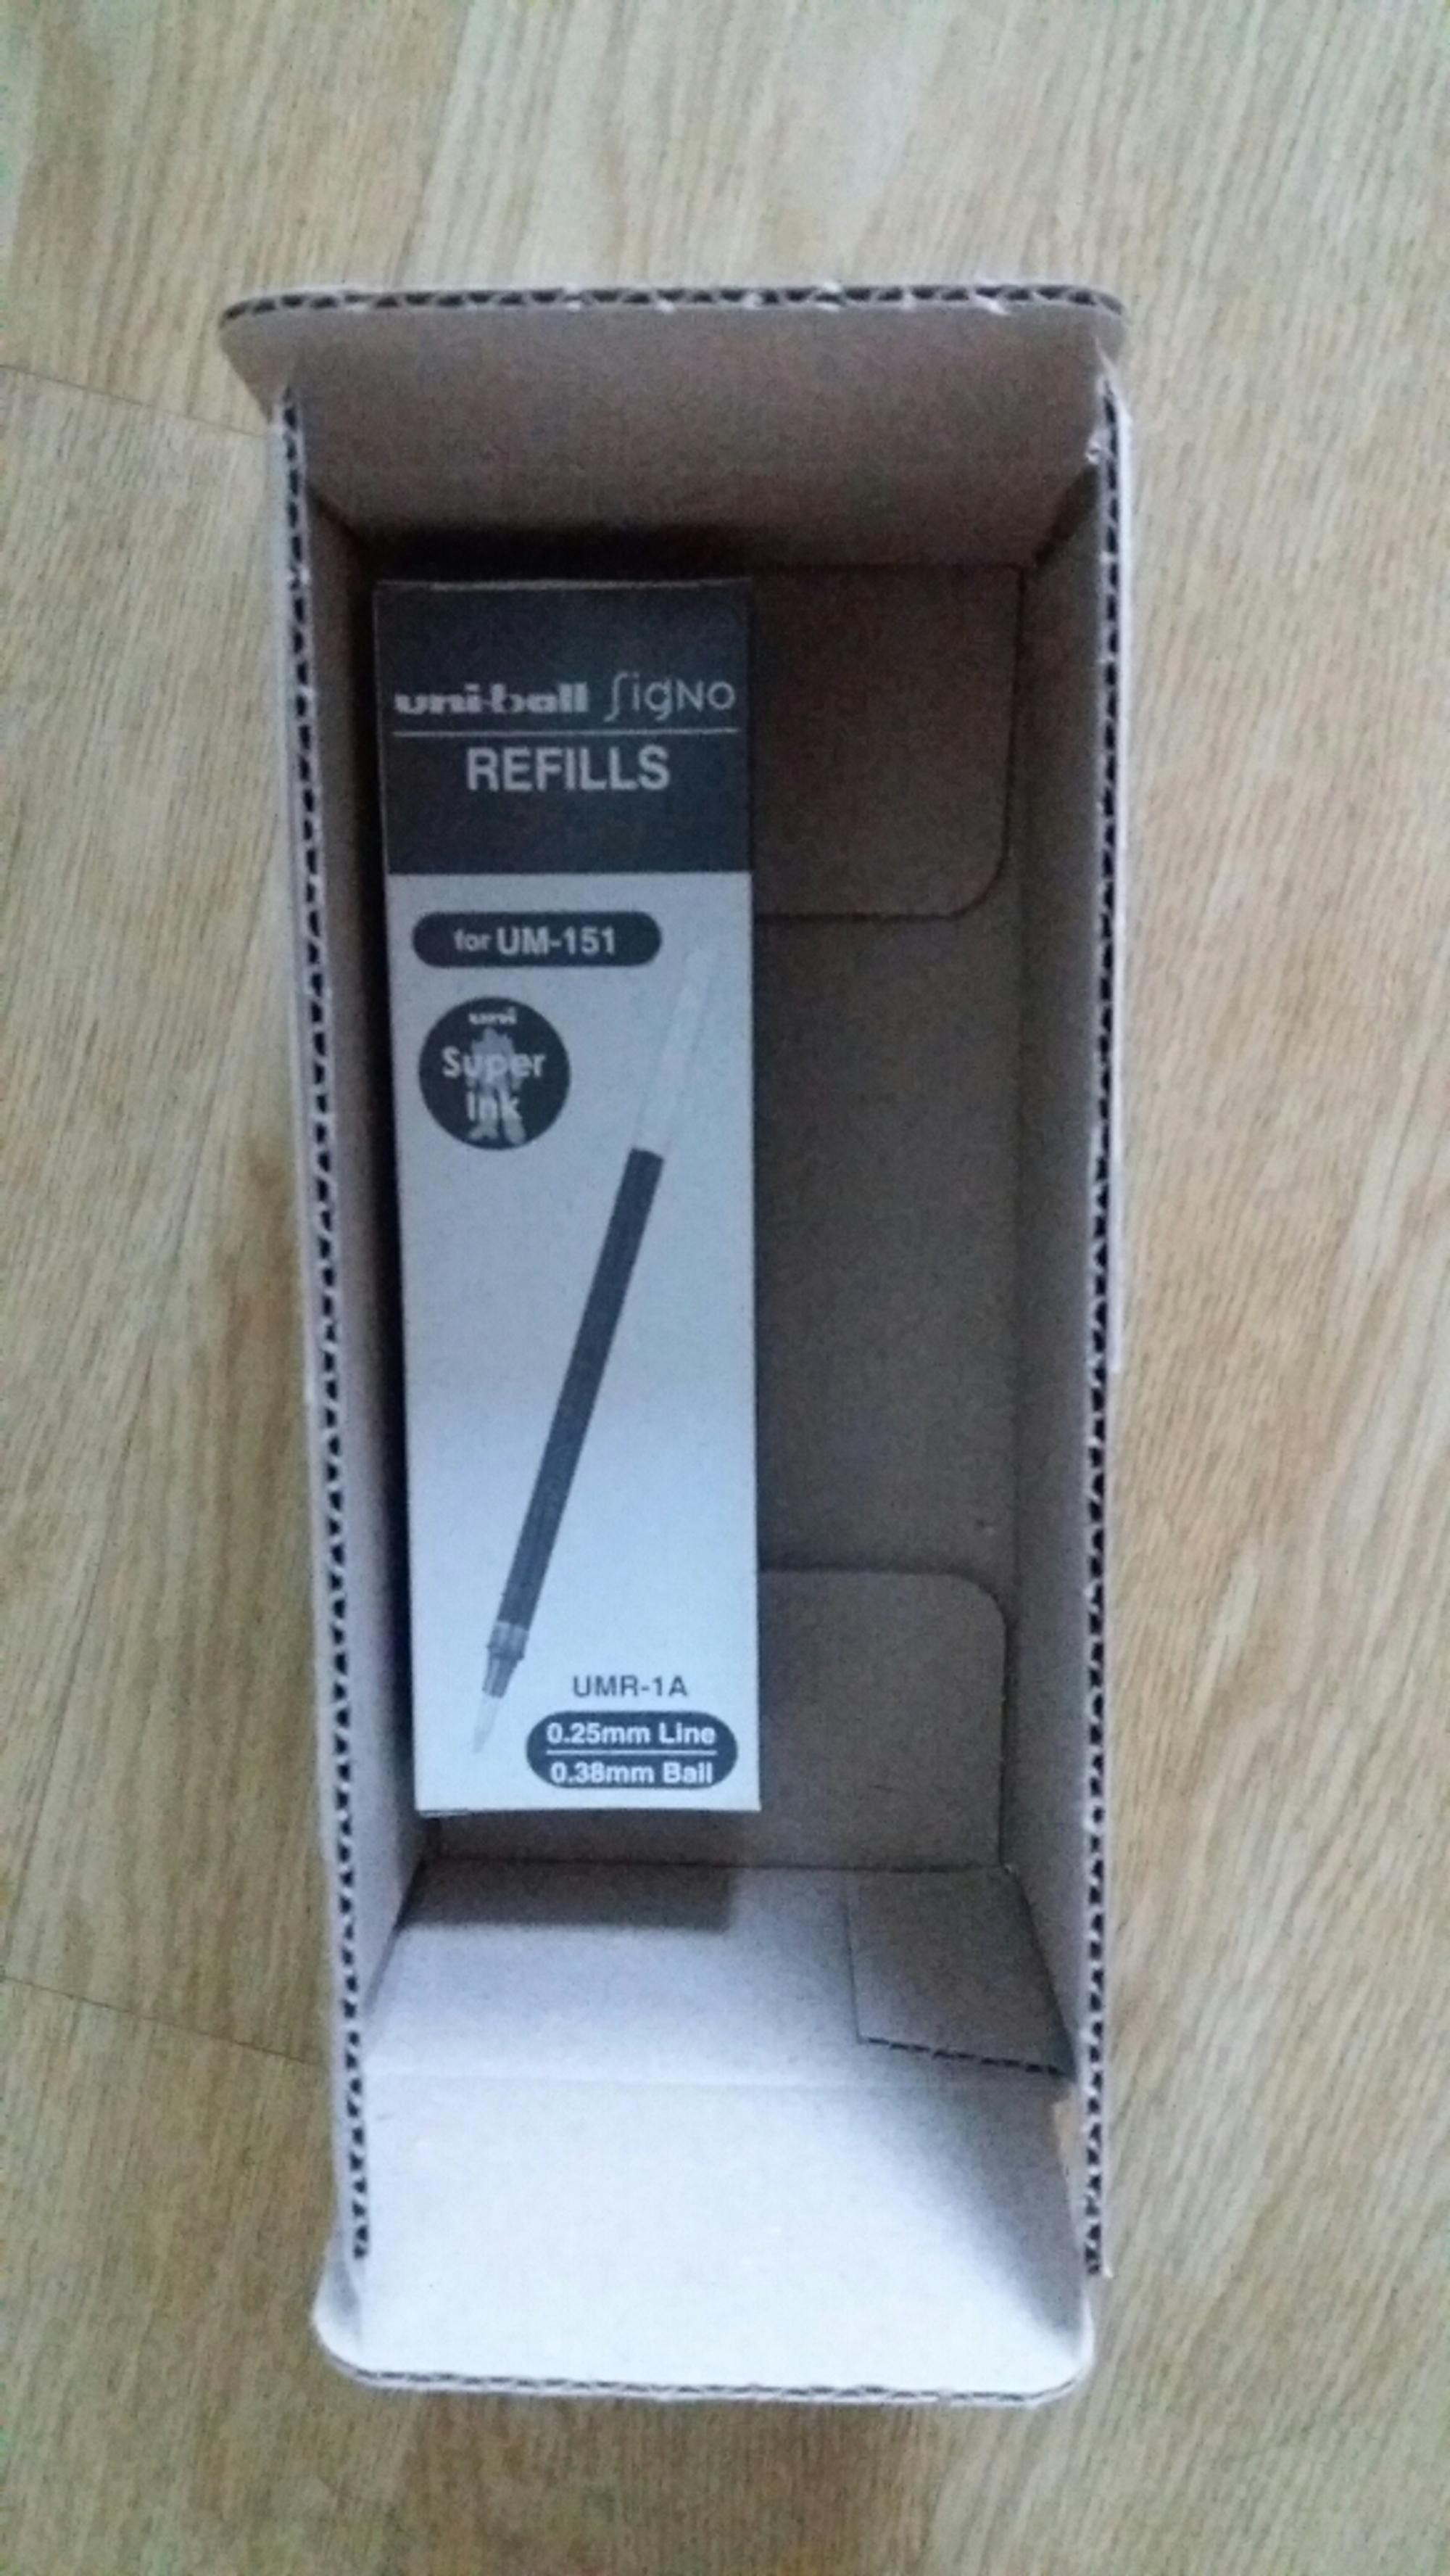 uni-ball SigNO
REFILLS
for UM-151
uni
Super
Ink
UMR-1A
0.25mm Line
0.38mm Ball